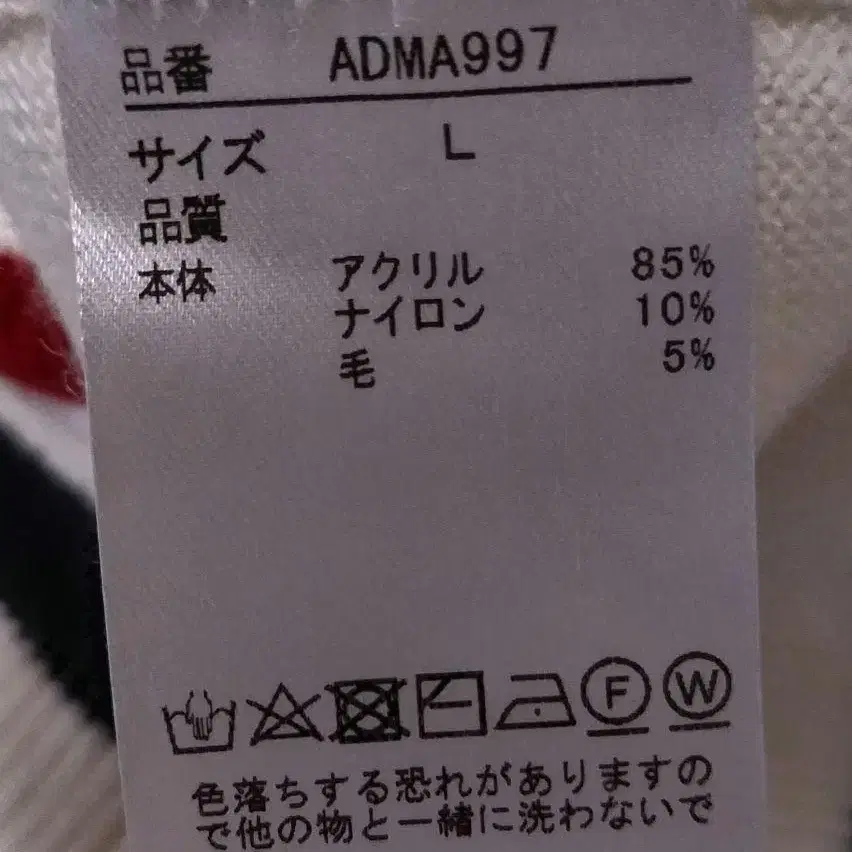 品番 ADMA997
サイズ L
品質
本体 アクリル 85%
ナイロン 10%
毛 5%
F W
色落ちする恐れがありますの
で他の物と一緒に洗わないで